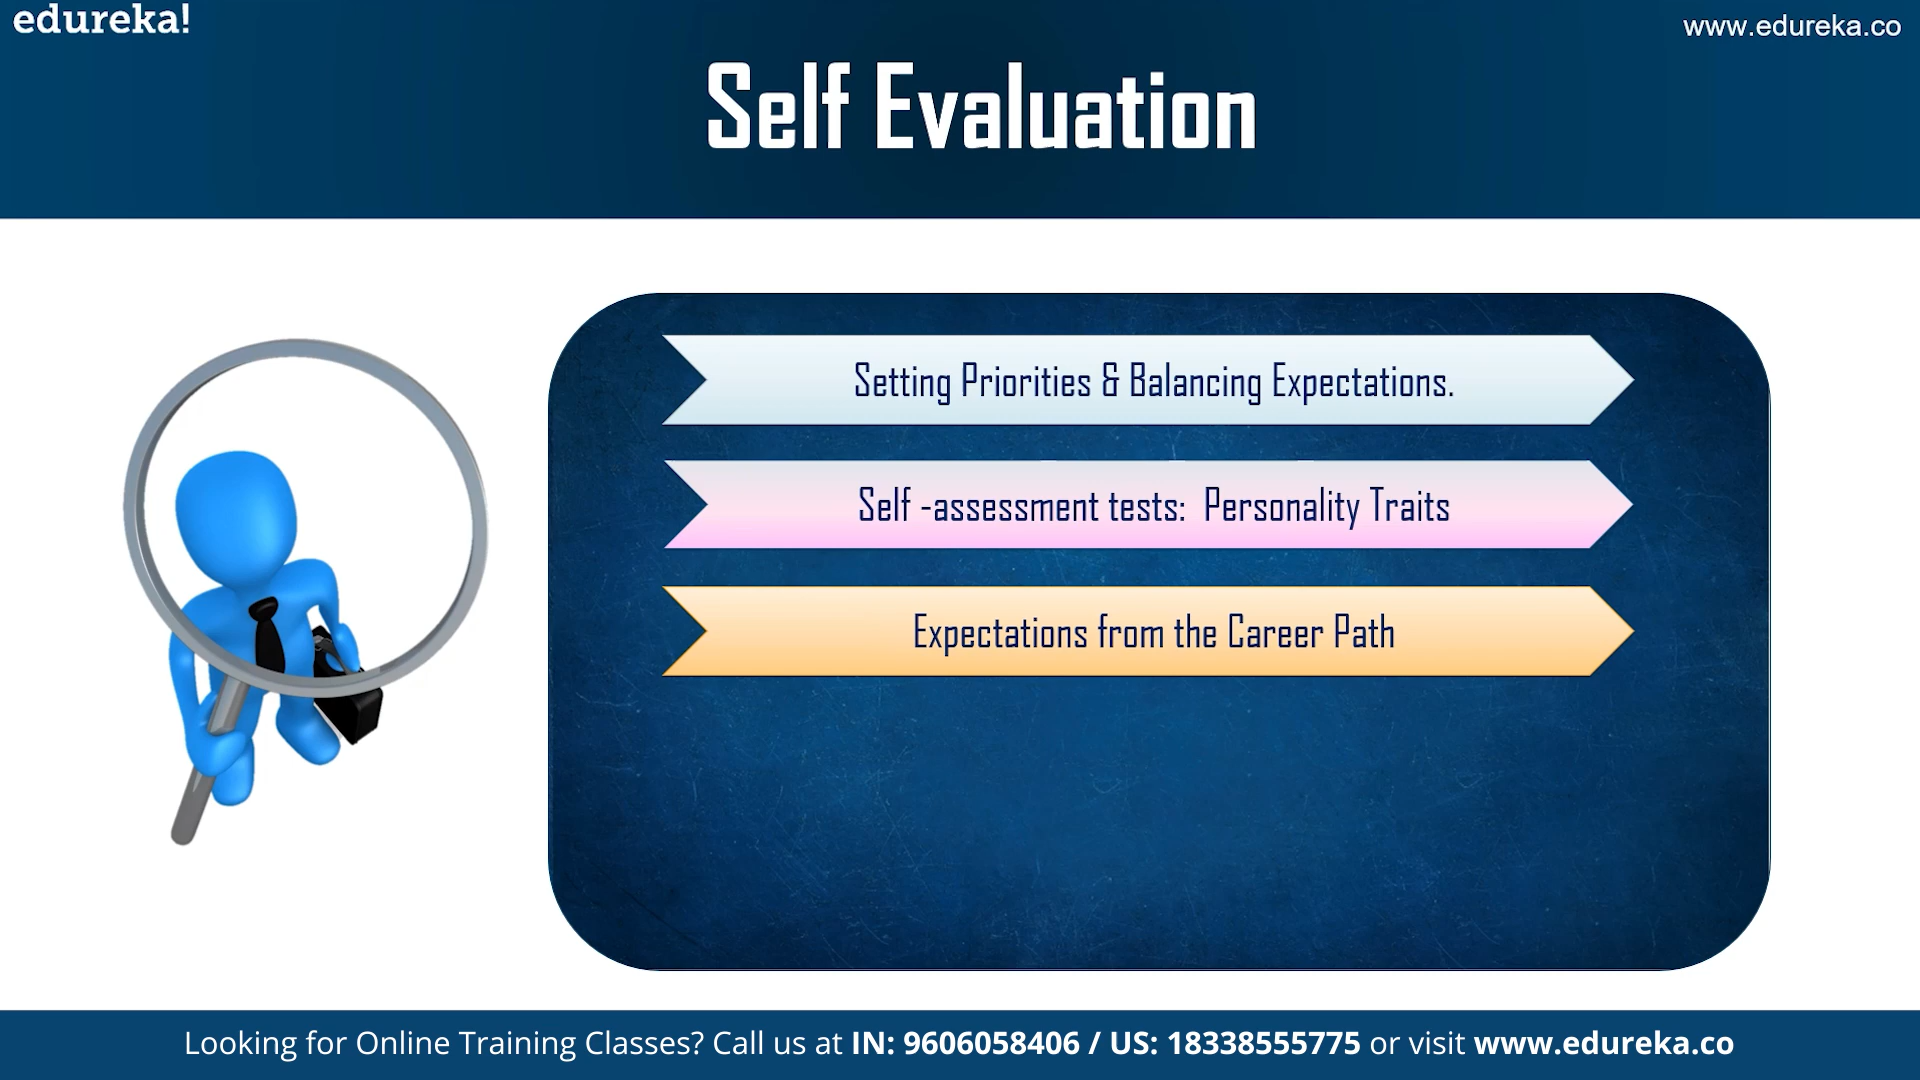 edureka!
www.edureka.co
Self Evaluation
Setting Priorities & Balancing Expectations.
Self -assessment tests:  Personality Traits
Expectations from the Career Path
Looking for Online Training Classes? Call us at IN: 9606058406 / US: 18338555775 or visit www.edureka.co